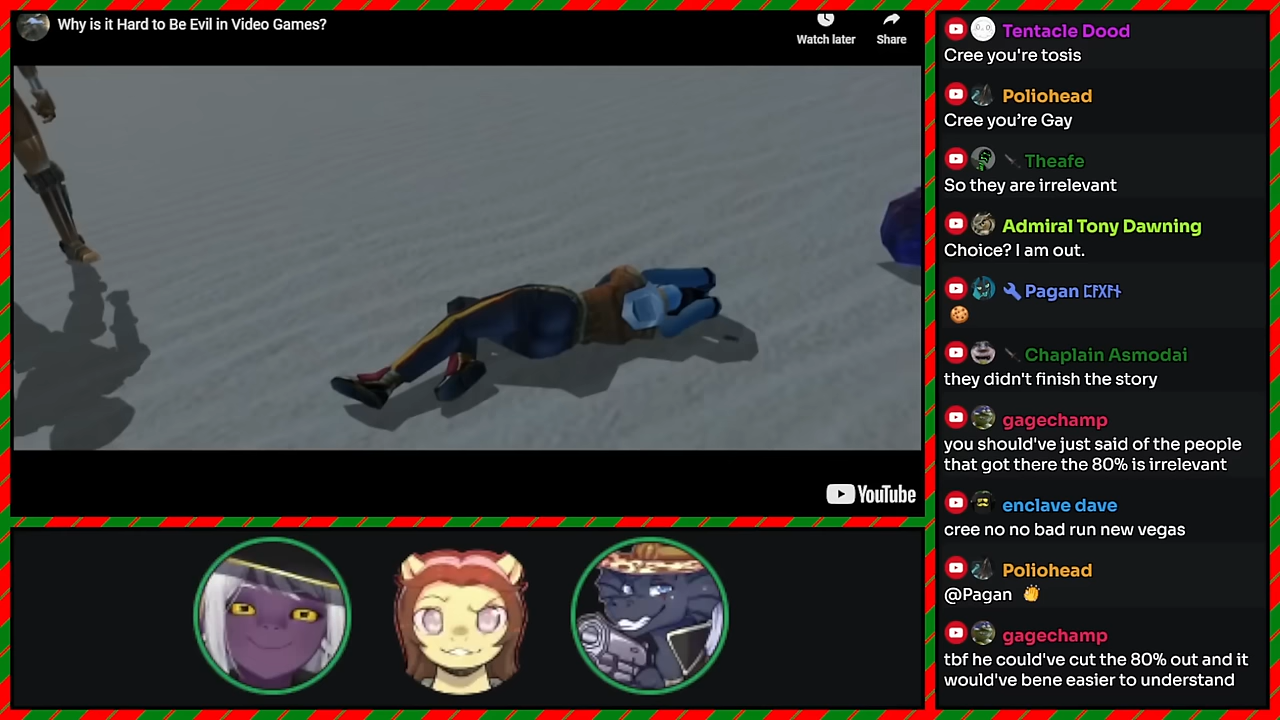 Why is it Hard to Be Evil in Video Games?
Watch later
Share
YouTube
Tentacle Dood
Cree you're tosis
Poliohead
Cree you’re Gay
Theafe
So they are irrelevant
Admiral Tony Dawning
Choice? I am out.
Pagan
Chaplain Asmodai
they didn't finish the story
gagechamp
you should've just said of the people
that got there the 80% is irrelevant
enclave dave
cree no no bad run new vegas
Poliohead
@Pagan 👏
gagechamp
tbf he could've cut the 80% out and it
would've bene easier to understand